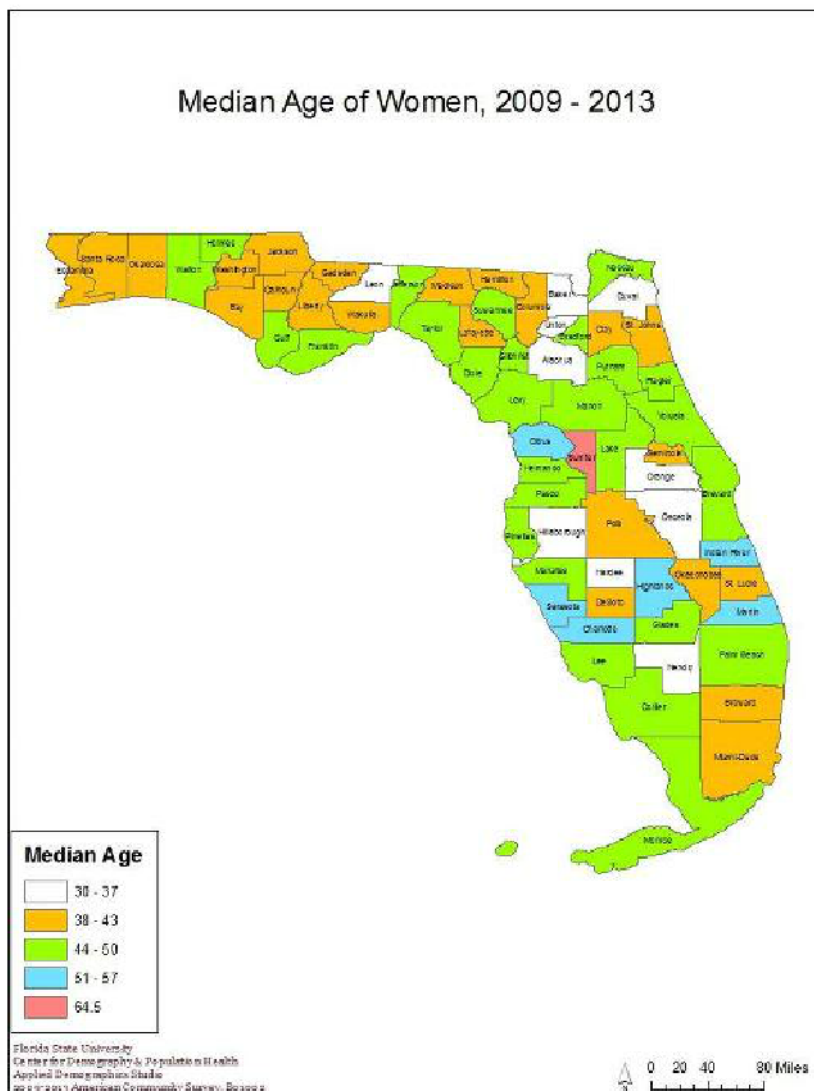 Median Age of Women, 2009 - 2013
Holmes
Jackson
Santa Rosa
Okaloosa
Walton
Washington
Gadsden
Leon
Hamilton
Nassau
Baker
Duval
Bay
Liberty
Wakulla
Columbia
Suwannee
Union
Bradford
Clay
St. Johns
Gulf
Franklin
Taylor
Lafayette
Alachua
Putnam
Dixie
Flagler
Levy
Marion
Volusia
Citrus
Sumter
Lake
Seminole
Hernando
Orange
Pasco
Brevard
Hillsborough
Polk
Osceola
Pinellas
Indian River
Manatee
Hardee
Highlands
Okeechobee
St. Lucie
Sarasota
DeSoto
Martin
Charlotte
Glades
Lee
Hendry
Palm Beach
Collier
Broward
Miami-Dade
Monroe
Median Age
30 - 37
38 - 43
44 - 50
51 - 57
64.5
Florida State University
Center for Demography & Population Health
Applied Demographics Studio
2009-2013 American Community Survey,
0 20 40 80 Miles
N